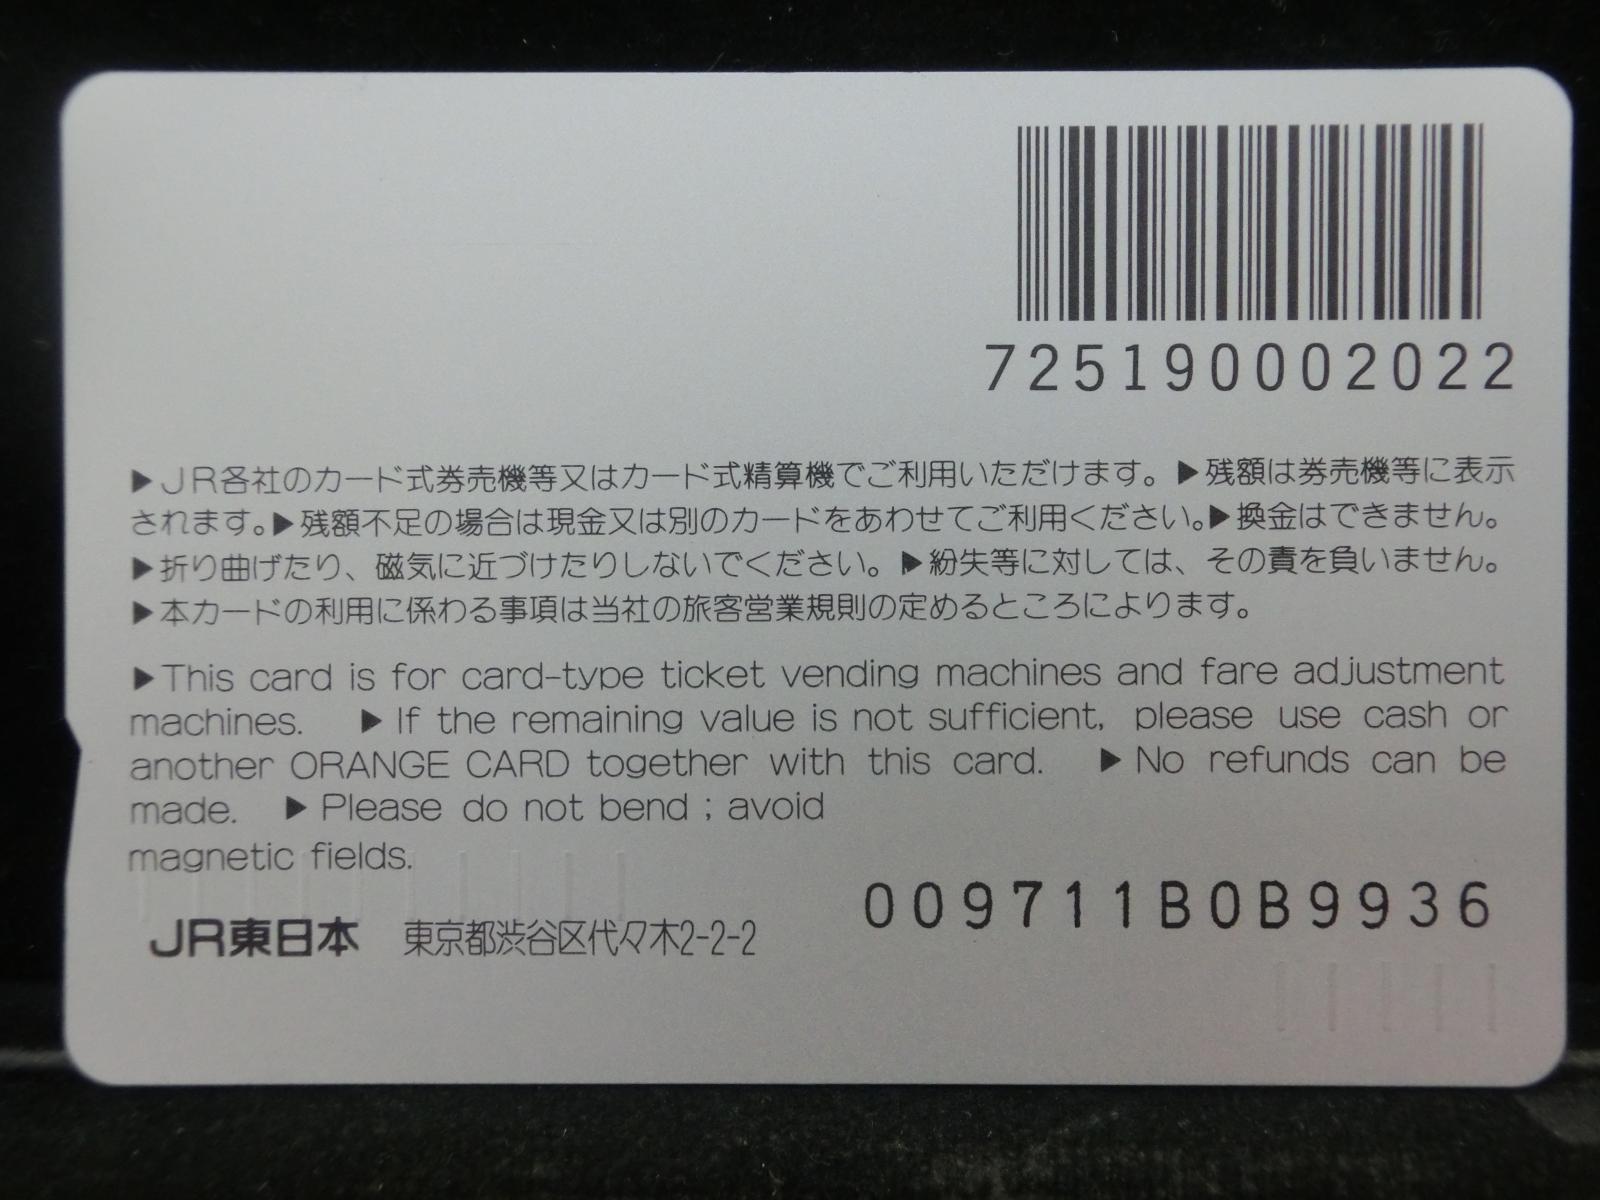 725190002022
▶JR各社のカード式券売機等又はカード式精算機でご利用いただけます。▶残額は券売機等に表示
されます。▶残額不足の場合は現金又は別のカードをあわせてご利用ください。▶換金はできません。
▶折り曲げたり、磁気に近づけたりしないでください。▶紛失等に対しては、その責を負いません。
▶本カードの利用に係わる事項は当社の旅客営業規則の定めるところによります。
▶This card is for card-type ticket vending machines and fare adjustment
machines. ▶If the remaining value is not sufficient, please use cash or
another ORANGE CARD together with this card. ▶No refunds can be
made. ▶Please do not bend ; avoid
magnetic fields.
009711B0B9936
JR東日本 東京都渋谷区代々木2-2-2